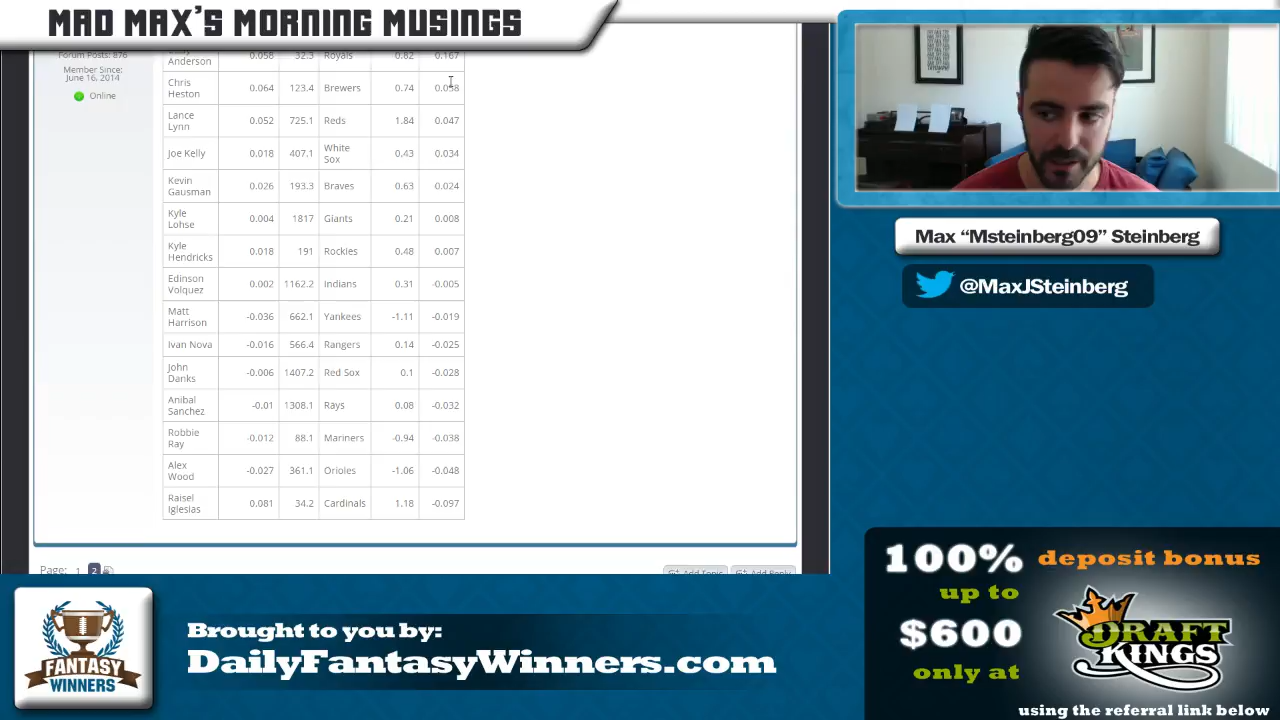 MAD MAX'S MORNING MUSINGS
Forum Posts: 876
Member Since:
June 16, 2014
Online
Anderson 0.058 32.3 Royals 0.82 0.167
Chris Heston 0.064 123.4 Brewers 0.74
Lance Lynn 0.052 725.1 Reds 1.84 0.047
Joe Kelly 0.018 407.1 White Sox 0.43 0.034
Kevin Gausman 0.026 193.3 Braves 0.63 0.024
Kyle Lohse 0.004 1817 Giants 0.21 0.008
Kyle Hendricks 0.018 191 Rockies 0.48 0.007
Edinson Volquez 0.002 1162.2 Indians 0.31 -0.005
Matt Harrison -0.036 662.1 Yankees -1.11 -0.019
Ivan Nova -0.016 566.4 Rangers 0.14 -0.025
John Danks -0.006 1407.2 Red Sox 0.1 -0.028
Anibal Sanchez -0.01 1308.1 Rays 0.08 -0.032
Robbie Ray -0.012 88.1 Mariners -0.94 -0.038
Alex Wood -0.027 361.1 Orioles -1.06 -0.048
Raisel Iglesias 0.081 34.2 Cardinals 1.18 -0.097
Page: 1 2
Add Topic Add Reply
Max "Msteinberg09" Steinberg
@MaxJSteinberg
FANTASY
WINNERS
Brought to you by:
DailyFantasyWinners.com
100% deposit bonus
up to
$600
only at
DRAFT
KINGS
using the referral link below